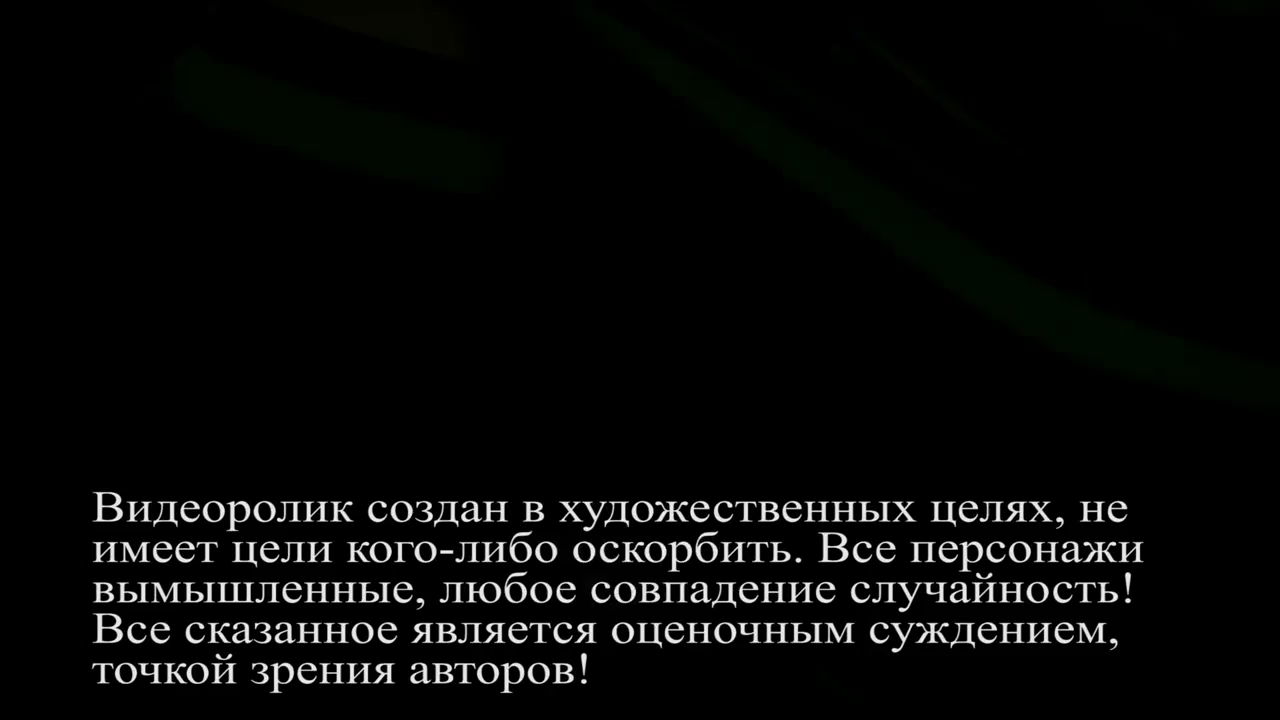 Видеоролик создан в художественных целях, не
имеет цели кого-либо оскорбить. Все персонажи
вымышленные, любое совпадение случайность!
Все сказанное является оценочным суждением,
точкой зрения авторов!